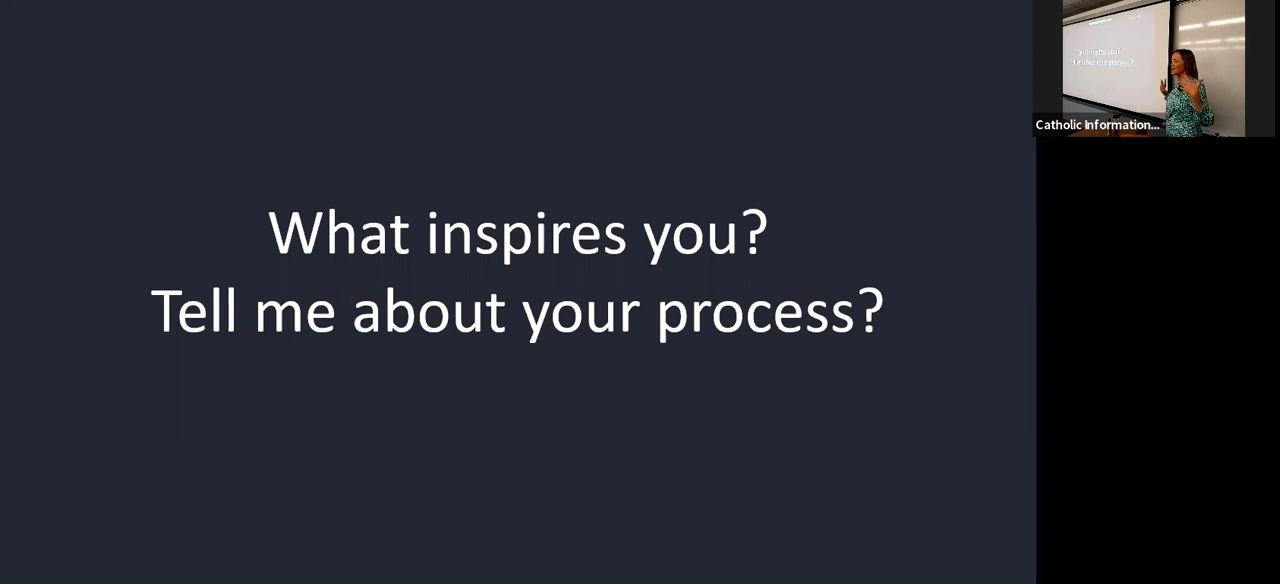 What inspires you?
Tell me about your process?
Catholic Information...